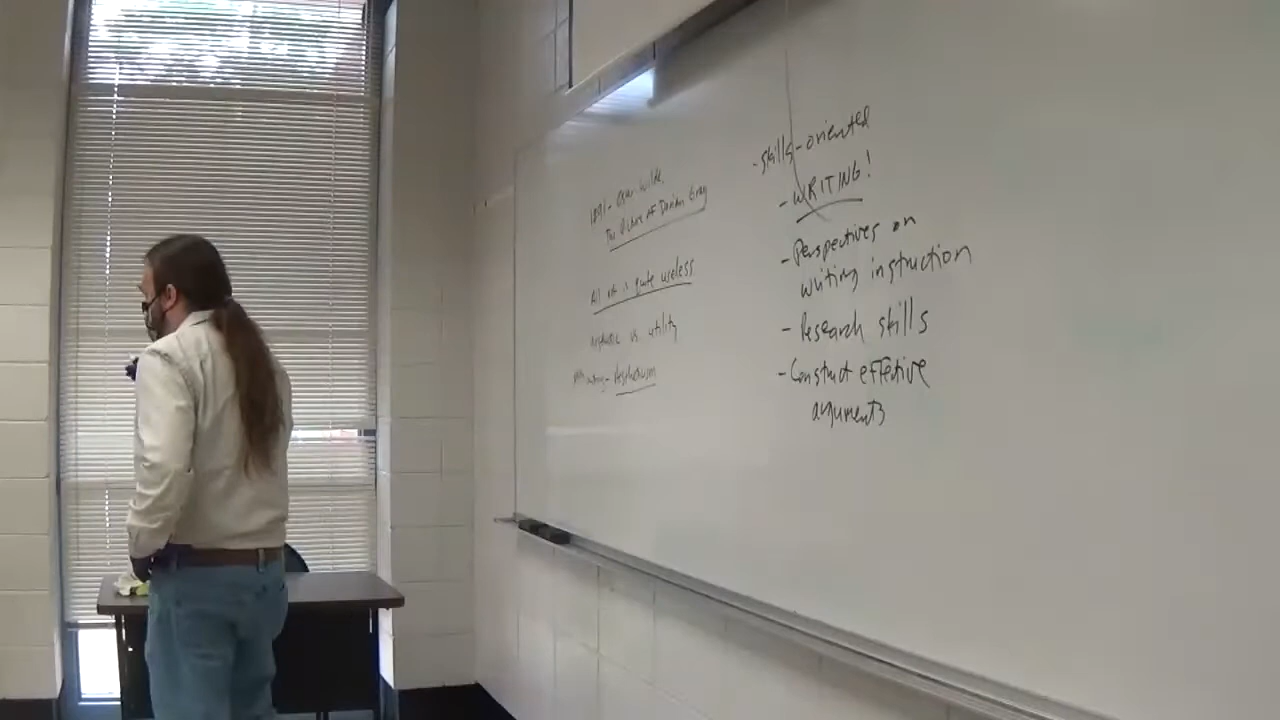 1891 - Oscar Wilde,
The Picture of Dorian Gray
All art is quite useless
aesthetic vs utility
- Aestheticism
- skills-oriented
- WRITING!
- Perspectives on
writing instruction
- Research skills
- Construct effective
arguments